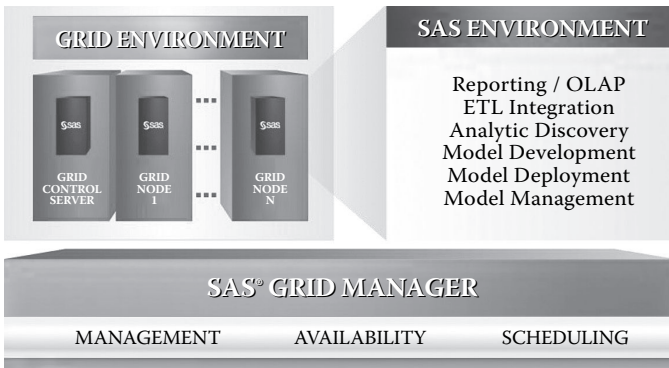 GRID ENVIRONMENT
sas
GRID
CONTROL
SERVER
sas
GRID
NODE
1
sas
GRID
NODE
N
SAS ENVIRONMENT
Reporting / OLAP
ETL Integration
Analytic Discovery
Model Development
Model Deployment
Model Management
SAS® GRID MANAGER
MANAGEMENT AVAILABILITY SCHEDULING